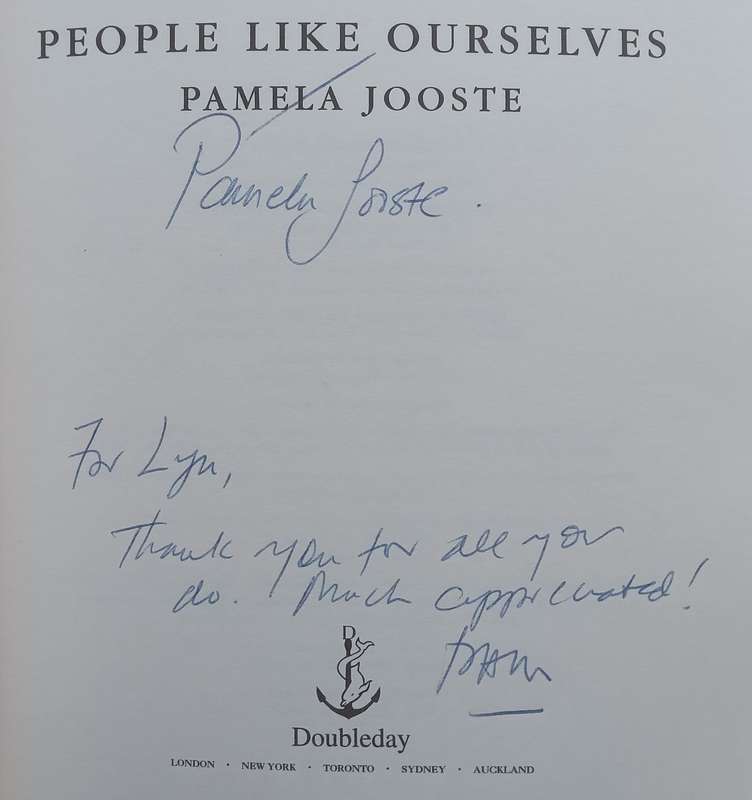 PEOPLE LIKE OURSELVES
PAMELA JOOSTE
Pamela Jooste.
For Lyn,
Thank you for all you
do. Much appreciated!
Pam
D
Doubleday
LONDON · NEW YORK · TORONTO · SYDNEY · AUCKLAND